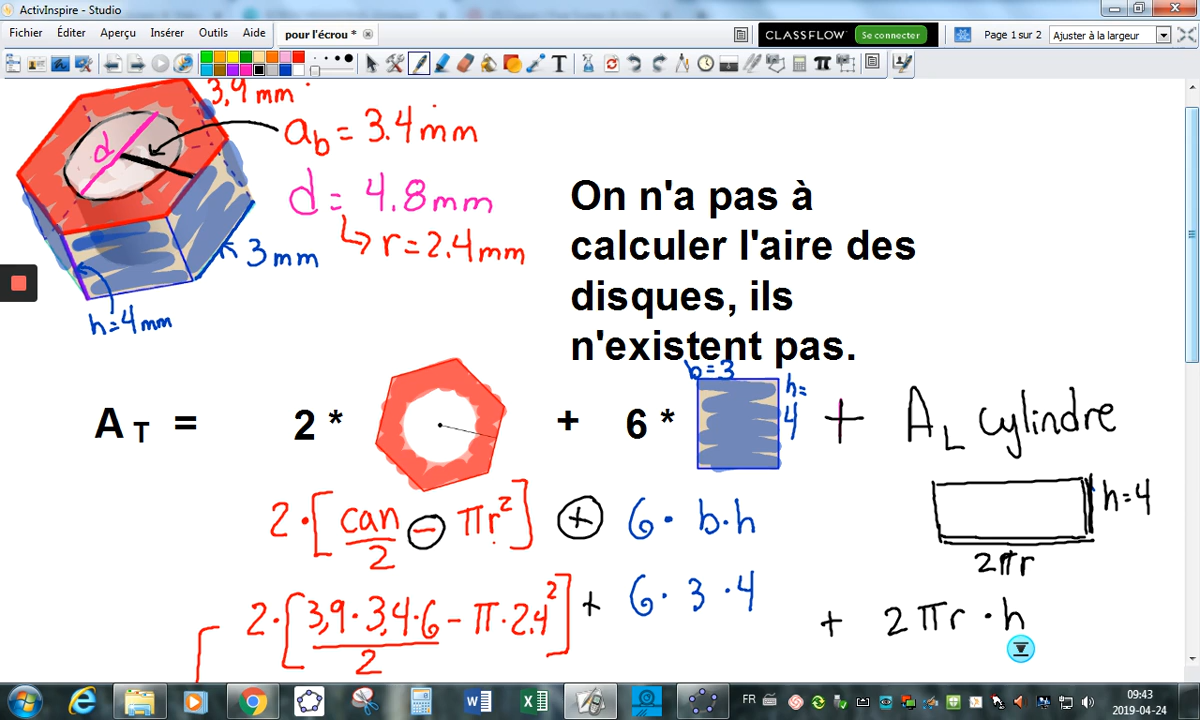 ActivInspire - Studio
Fichier Éditer Aperçu Insérer Outils Aide pour l'écrou *
CLASSFLOW Se connecter Page 1 sur 2 Ajuster à la largeur
3,9 mm
d
a_b = 3.4 mm
d = 4.8 mm
r = 2.4 mm
3 mm
h = 4 mm
On n'a pas à
calculer l'aire des
disques, ils
n'existent pas.
b = 3
h = 4
A T = 2 * + 6 * + A_L cylindre
h = 4
2πr
2 · [can/2 − πr²] + 6 · b · h
2 · [3,9 · 3,4 · 6/2 − π · 2.4²] + 6 · 3 · 4
+ 2πr · h
FR 09:43
2019-04-24